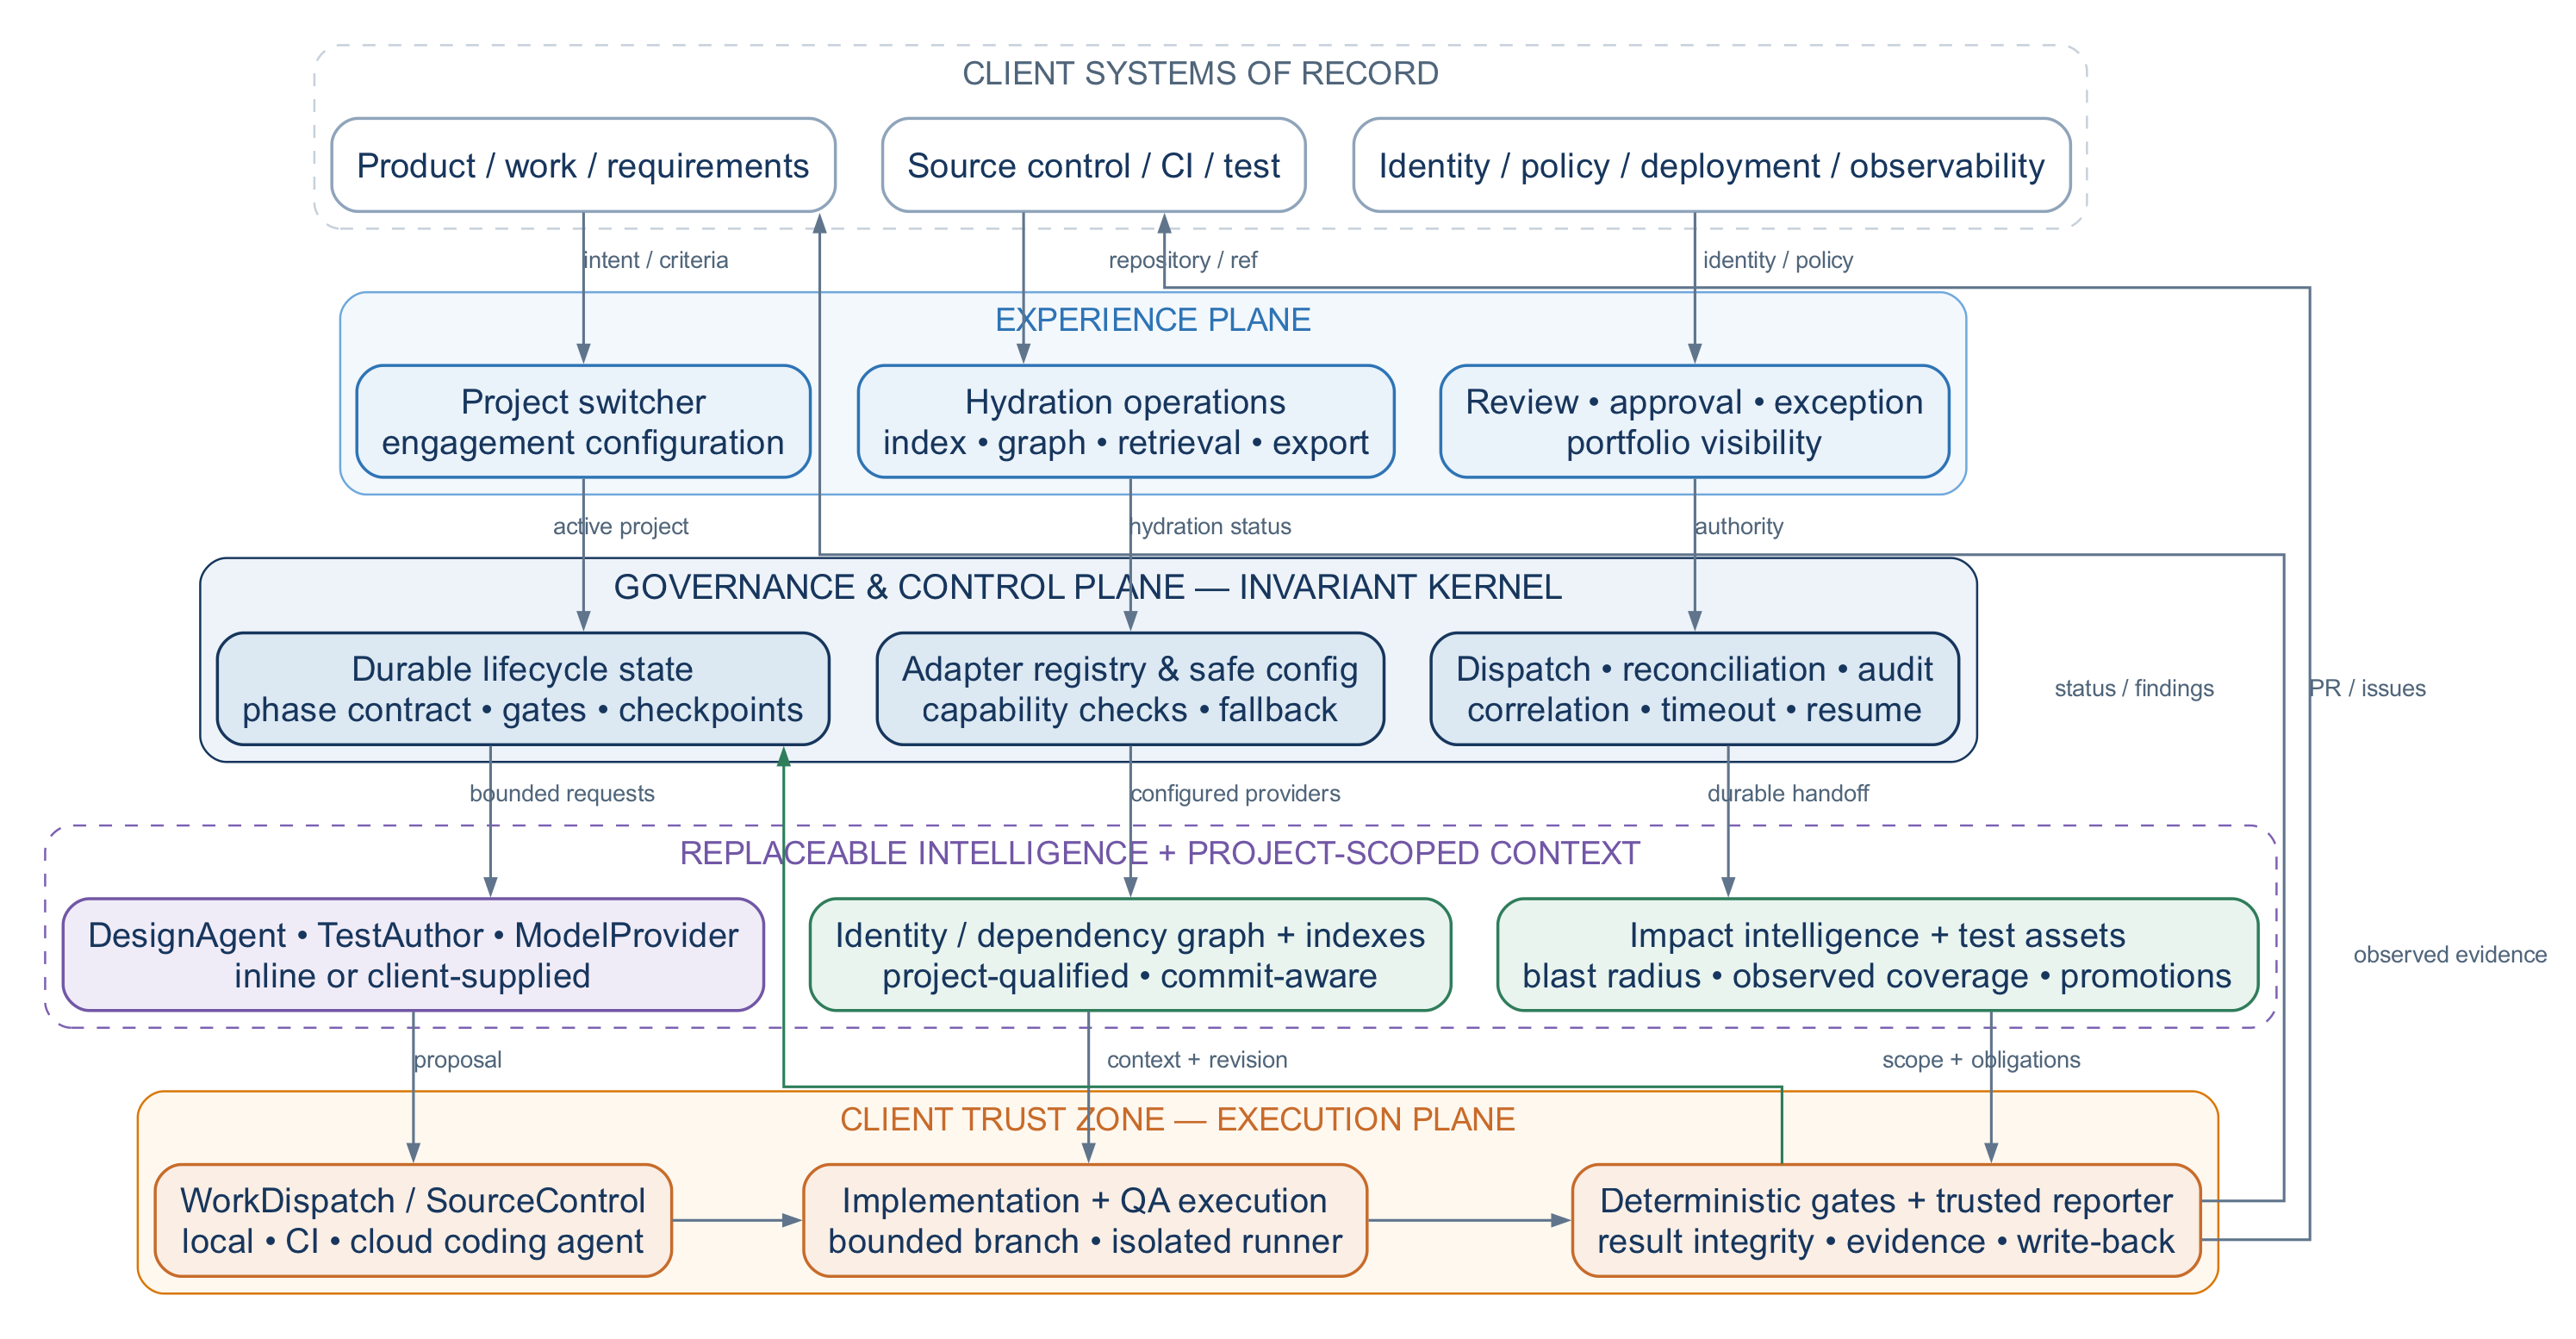 CLIENT SYSTEMS OF RECORD
Product / work / requirements
Source control / CI / test
Identity / policy / deployment / observability
intent / criteria
repository / ref
identity / policy
EXPERIENCE PLANE
Project switcher
engagement configuration
Hydration operations
index • graph • retrieval • export
Review • approval • exception
portfolio visibility
active project
hydration status
authority
GOVERNANCE & CONTROL PLANE — INVARIANT KERNEL
Durable lifecycle state
phase contract • gates • checkpoints
Adapter registry & safe config
capability checks • fallback
Dispatch • reconciliation • audit
correlation • timeout • resume
status / findings
PR / issues
bounded requests
configured providers
durable handoff
REPLACEABLE INTELLIGENCE + PROJECT-SCOPED CONTEXT
DesignAgent • TestAuthor • ModelProvider
inline or client-supplied
Identity / dependency graph + indexes
project-qualified • commit-aware
Impact intelligence + test assets
blast radius • observed coverage • promotions
observed evidence
proposal
context + revision
scope + obligations
CLIENT TRUST ZONE — EXECUTION PLANE
WorkDispatch / SourceControl
local • CI • cloud coding agent
Implementation + QA execution
bounded branch • isolated runner
Deterministic gates + trusted reporter
result integrity • evidence • write-back